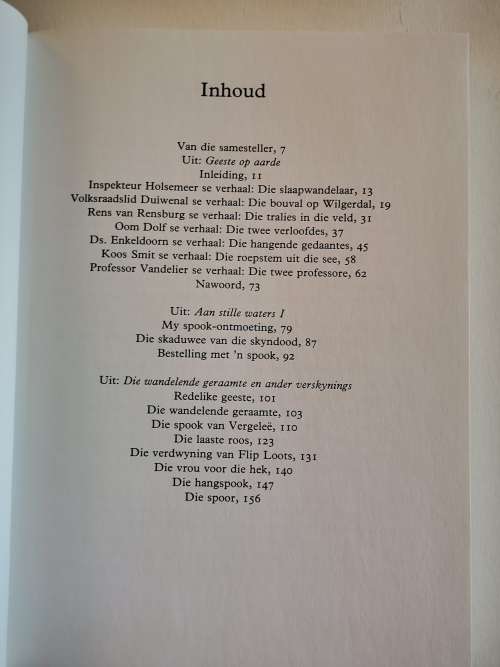 Inhoud
Van die samesteller, 7
Uit: Geeste op aarde
Inleiding, 11
Inspekteur Holsemeer se verhaal: Die slaapwandelaar, 13
Volksraadslid Duiwenal se verhaal: Die bouval op Wilgerdal, 19
Rens van Rensburg se verhaal: Die tralies in die veld, 31
Oom Dolf se verhaal: Die twee verloofdes, 37
Ds. Enkeldoorn se verhaal: Die hangende gedaantes, 45
Koos Smit se verhaal: Die roepstem uit die see, 58
Professor Vandelier se verhaal: Die twee professore, 62
Nawoord, 73
Uit: Aan stille waters I
My spook-ontmoeting, 79
Die skaduwee van die skyndood, 87
Bestelling met 'n spook, 92
Uit: Die wandelende geraamte en ander verskynings
Redelike geeste, 101
Die wandelende geraamte, 103
Die spook van Vergeleë, 110
Die laaste roos, 123
Die verdwyning van Flip Loots, 131
Die vrou voor die hek, 140
Die hangspook, 147
Die spoor, 156